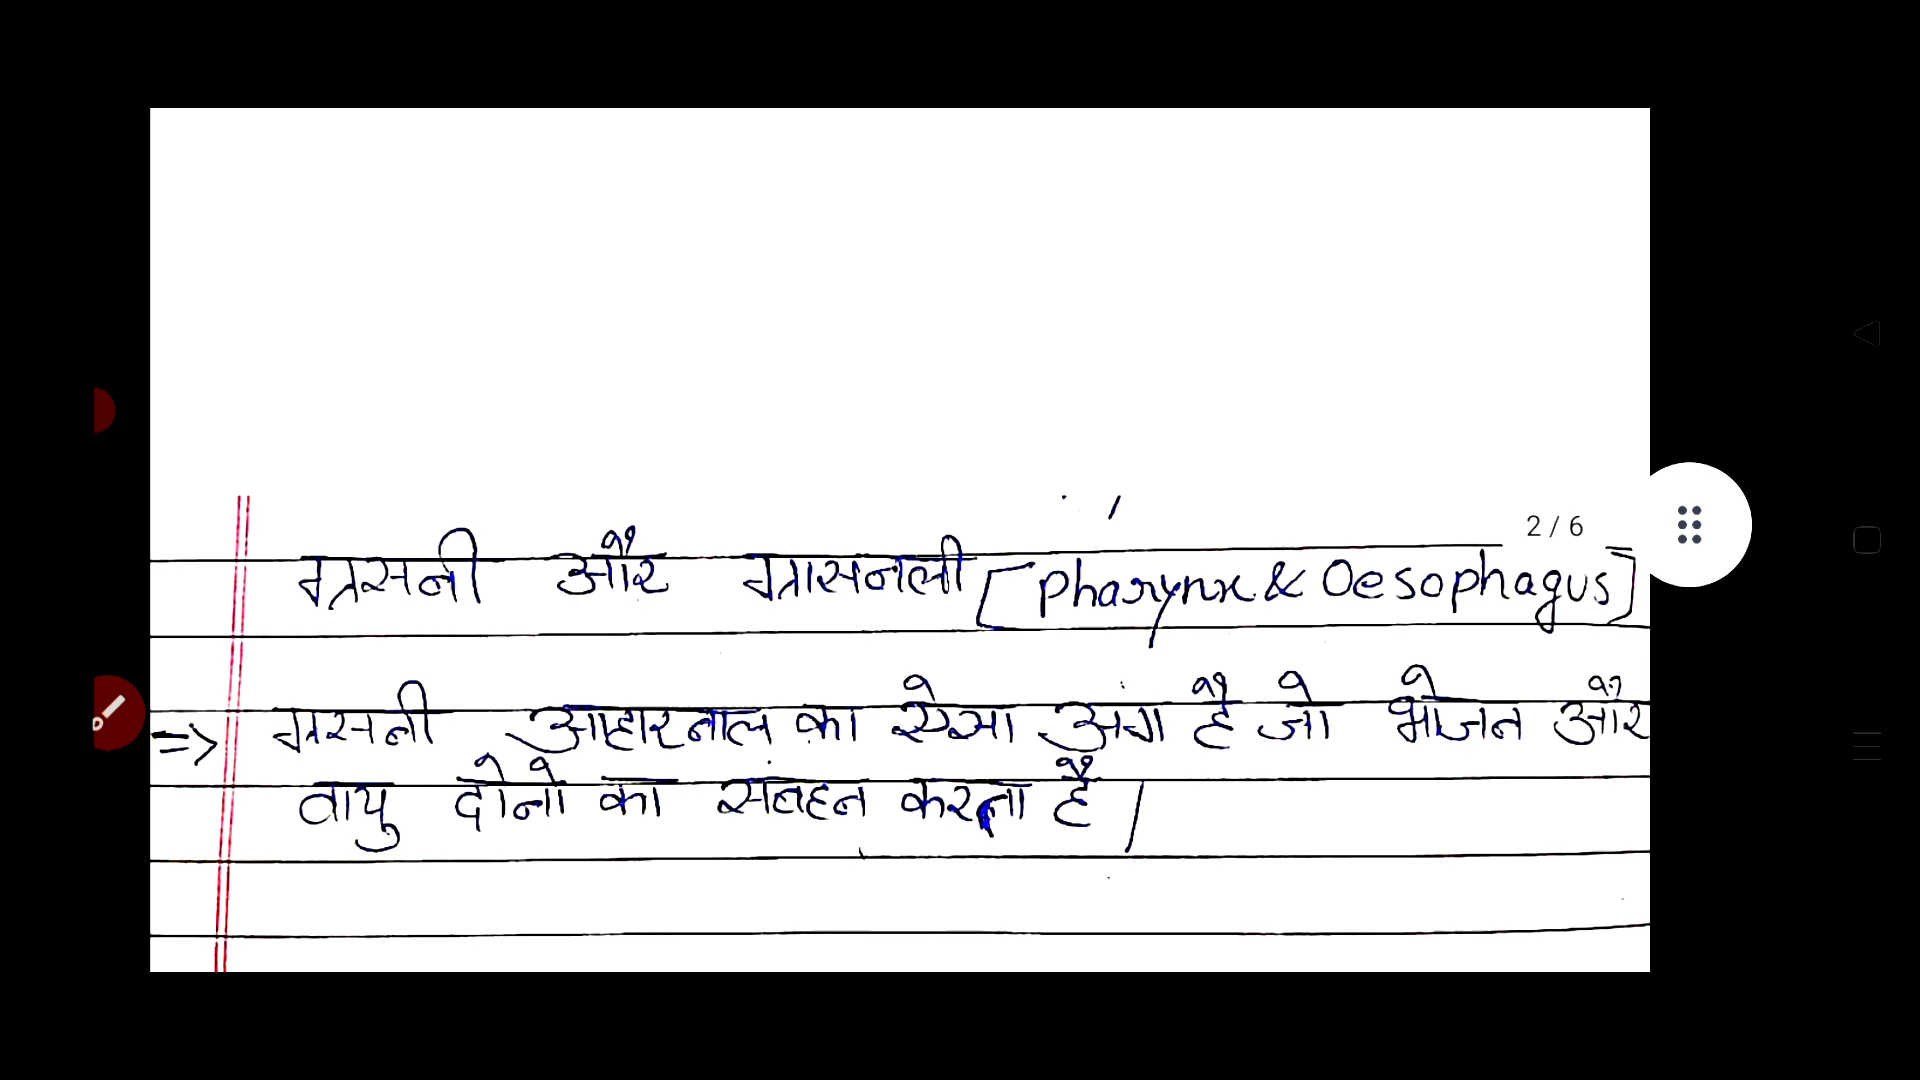 2 / 6
ग्रसनी और ग्रासनली [Pharynx & Oesophagus]
=> ग्रसनी आहारनाल का ऐसा अंग है जो भोजन और
वायु दोनो का संवहन करता है।